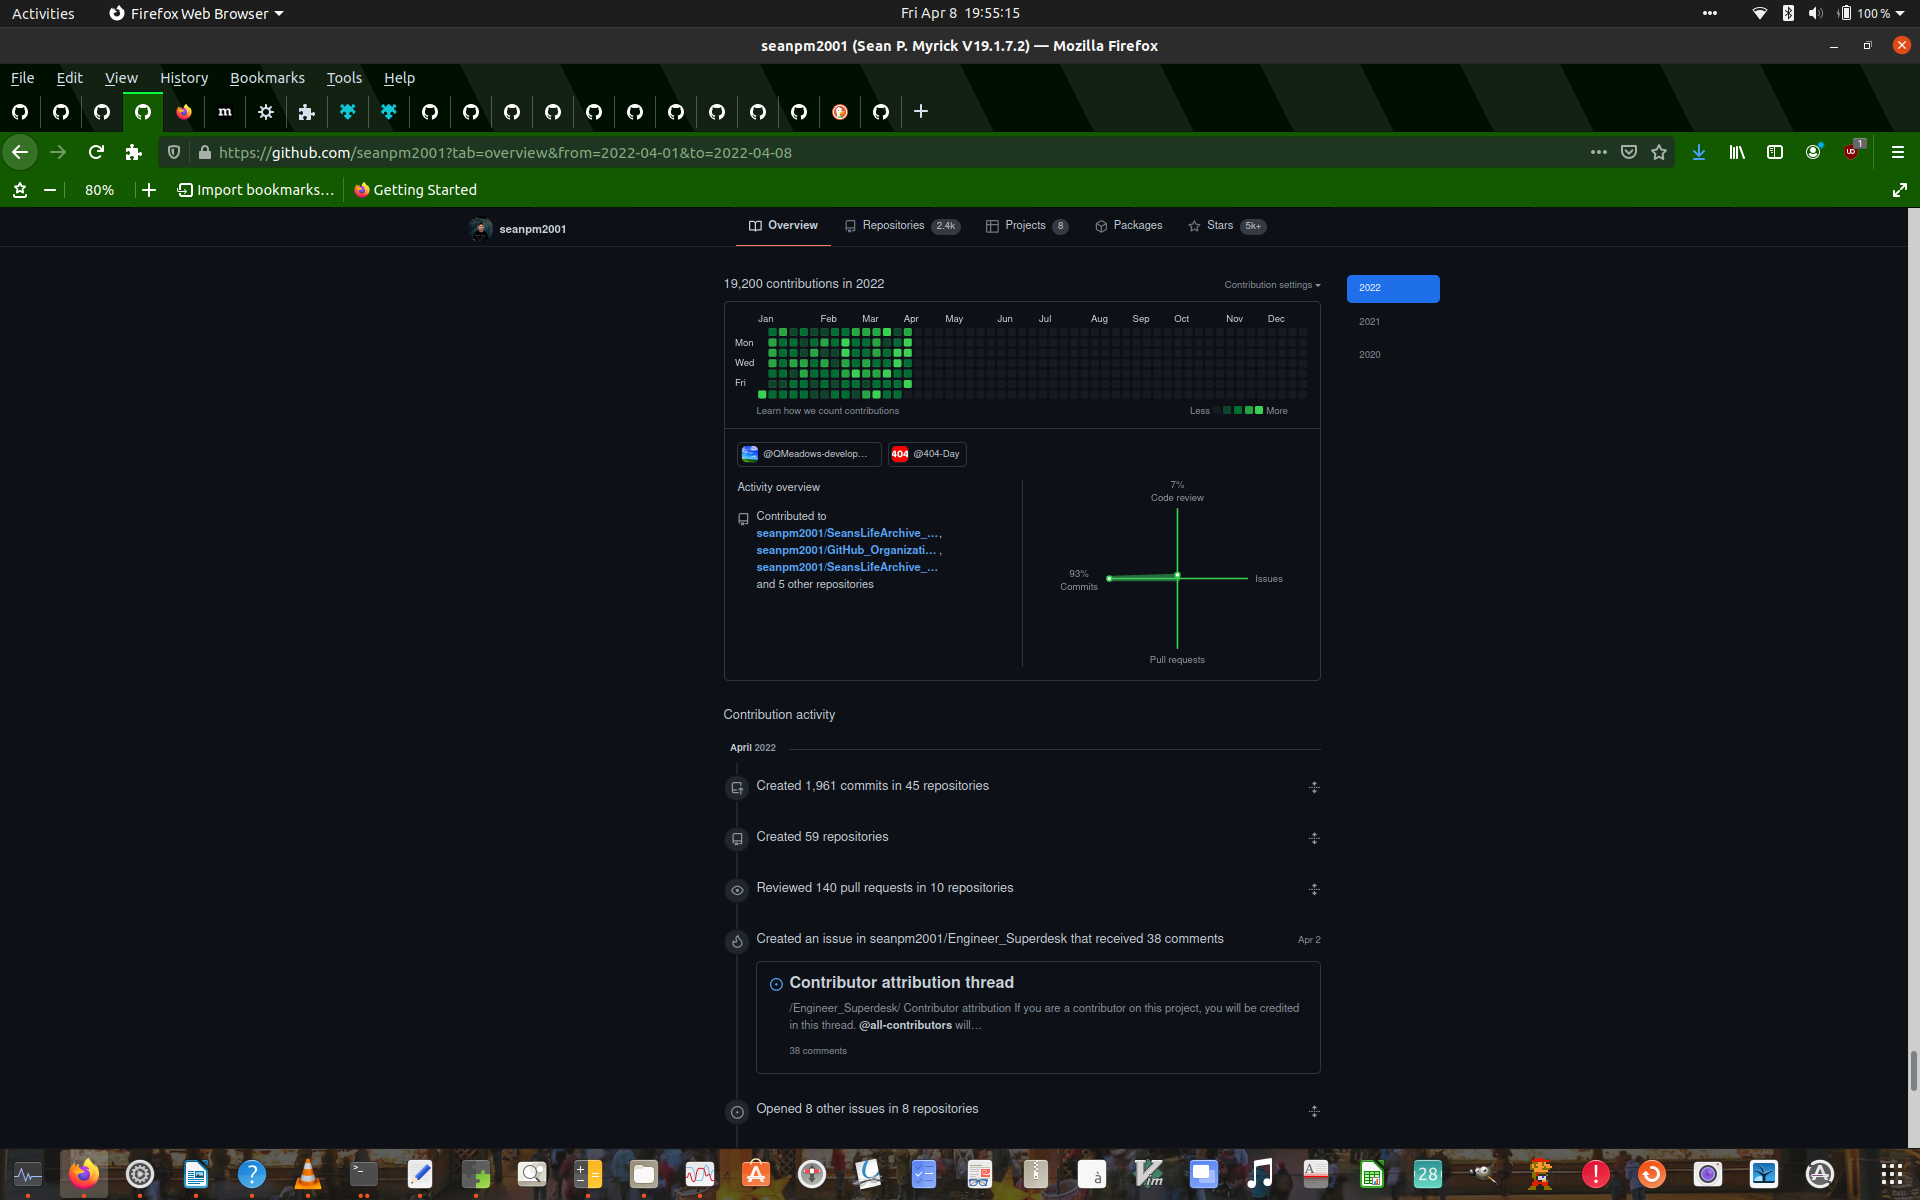 Activities Firefox Web Browser Fri Apr 8 19:55:15 100 %
seanpm2001 (Sean P. Myrick V19.1.7.2) — Mozilla Firefox
File Edit View History Bookmarks Tools Help
m
https://github.com/seanpm2001?tab=overview&from=2022-04-01&to=2022-04-08 1
80% Import bookmarks… Getting Started
seanpm2001 Overview Repositories 2.4k Projects 8 Packages Stars 5k+
19,200 contributions in 2022 Contribution settings 2022
2021
2020
Jan Feb Mar Apr May Jun Jul Aug Sep Oct Nov Dec
Mon
Wed
Fri
Learn how we count contributions Less More
@QMeadows-develop… 404 @404-Day
Activity overview
Contributed to
seanpm2001/SeansLifeArchive_…,
seanpm2001/GitHub_Organizati… ,
seanpm2001/SeansLifeArchive_…
and 5 other repositories
7%
Code review
93%
Commits
Issues
Pull requests
Contribution activity
April 2022
Created 1,961 commits in 45 repositories
Created 59 repositories
Reviewed 140 pull requests in 10 repositories
Created an issue in seanpm2001/Engineer_Superdesk that received 38 comments Apr 2
Contributor attribution thread
/Engineer_Superdesk/ Contributor attribution If you are a contributor on this project, you will be credited
in this thread. @all-contributors will…
38 comments
Opened 8 other issues in 8 repositories
à Vim A 28